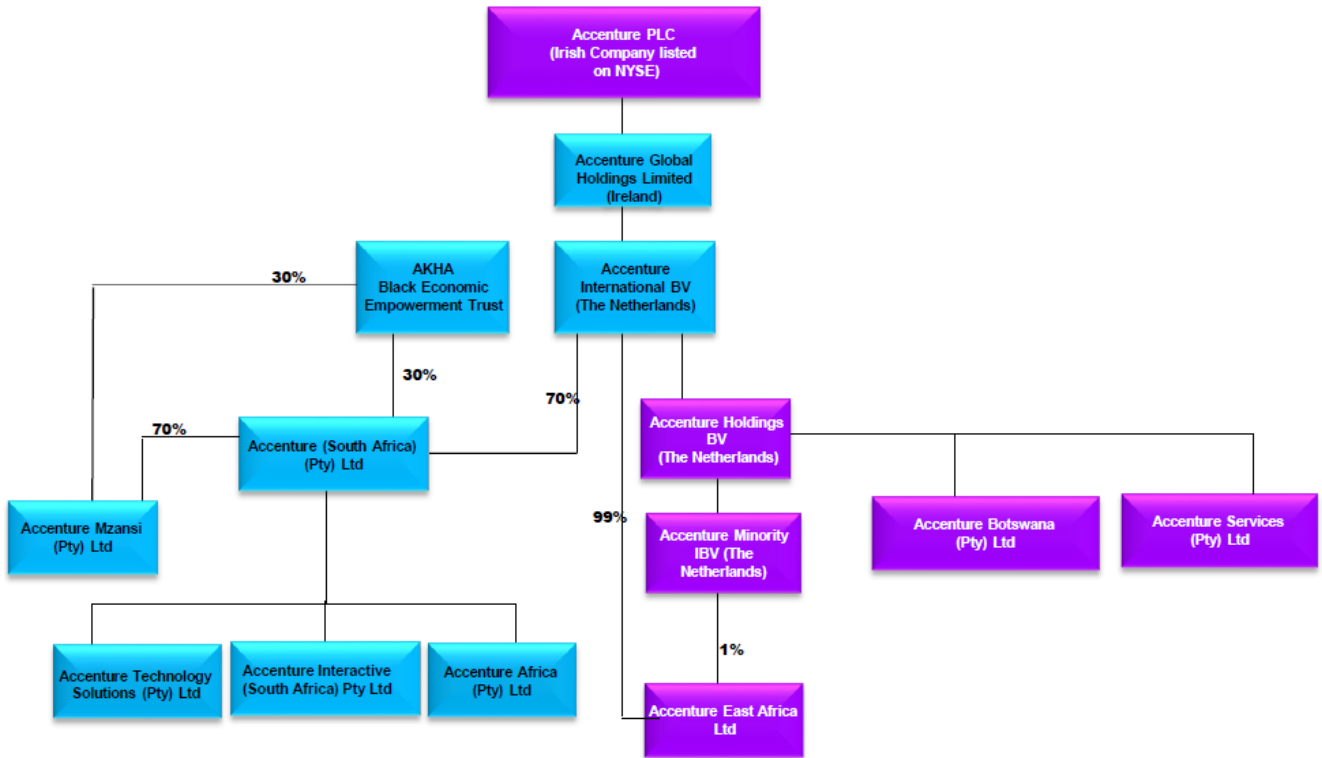 Accenture PLC
(Irish Company listed
on NYSE)
Accenture Global
Holdings Limited
(Ireland)
30%
AKHA
Black Economic
Empowerment Trust
Accenture
International BV
(The Netherlands)
30%
70%
70%
Accenture (South Africa)
(Pty) Ltd
Accenture Holdings
BV
(The Netherlands)
Accenture Mzansi
(Pty) Ltd
99%
Accenture Minority
IBV (The
Netherlands)
Accenture Botswana
(Pty) Ltd
Accenture Services
(Pty) Ltd
1%
Accenture Technology
Solutions (Pty) Ltd
Accenture Interactive
(South Africa) Pty Ltd
Accenture Africa
(Pty) Ltd
Accenture East Africa
Ltd